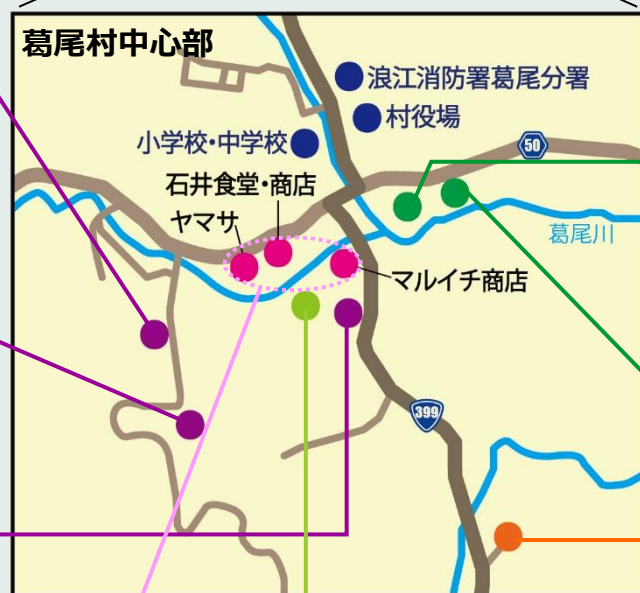 葛尾村中心部
浪江消防署葛尾分署
村役場
小学校・中学校
50
石井食堂・商店
ヤマサ
葛尾川
マルイチ商店
399